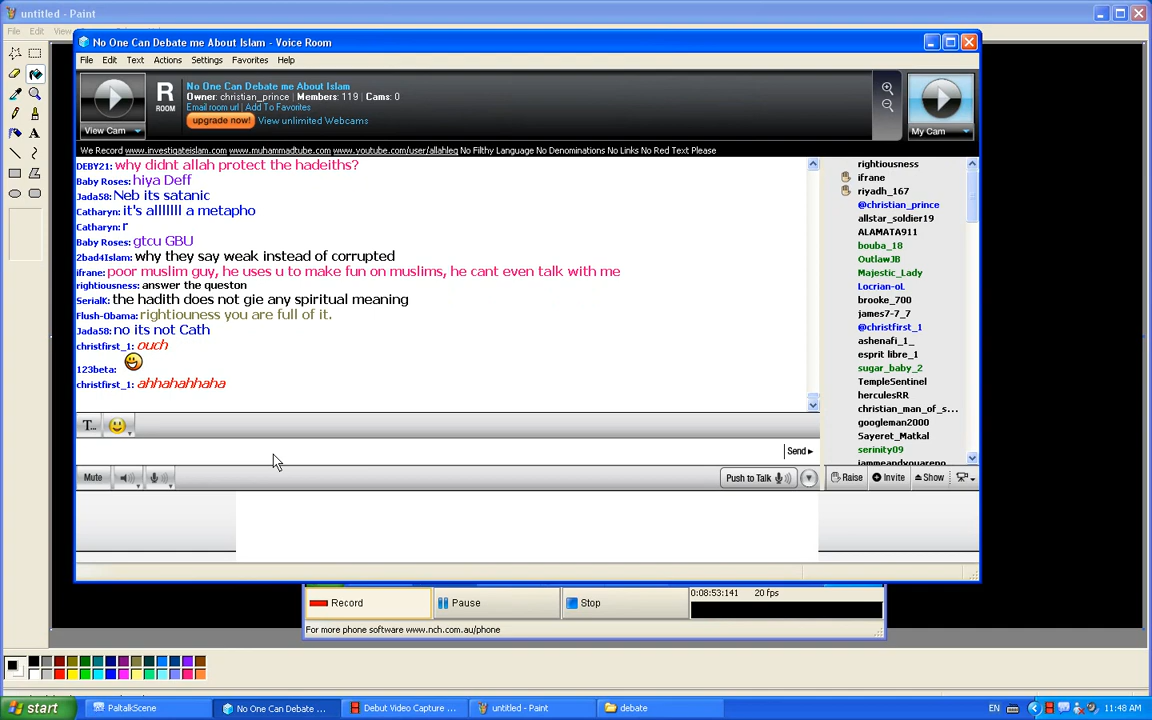 untitled - Paint
File Edit Vi
No One Can Debate me About Islam - Voice Room
File Edit Text Actions Settings Favorites Help
View Cam
R
ROOM
No One Can Debate me About Islam
Owner: christian_prince | Members: 119 | Cams: 0
Email room url | Add To Favorites
upgrade now! View unlimited Webcams
My Cam
We Record www.investigateislam.com www.muhammadtube.com www.youtube.com/user/allahleg No Filthy Language No Denominations No Links No Red Text Please
DEBY21: why didnt allah protect the hadeiths?
Baby Roses: hiya Deff
Jada58: Neb its satanic
Catharyn: it's alllllll a metapho
Catharyn: r
Baby Roses: gtcu GBU
2bad4Islam: why they say weak instead of corrupted
ifrane: poor muslim guy, he uses u to make fun on muslims, he cant even talk with me
rightiousness: answer the queston
SerialK: the hadith does not gie any spiritual meaning
Flush-Obama: rightiouness you are full of it.
Jada58: no its not Cath
christfirst_1: ouch
123beta:
christfirst_1: ahhahahhaha
rightiousness
ifrane
riyadh_167
@christian_prince
allstar_soldier19
ALAMATA911
bouba_18
OutlawJB
Majestic_Lady
Locrian-oL
brooke_700
james7-7_7
@christfirst_1
ashenafi_1_
esprit libre_1
sugar_baby_2
TempleSentinel
herculesRR
christian_man_of_s...
googleman2000
Sayeret_Matkal
serinity09
jammeandyouareno
T...
Send
Mute
Push to Talk
Raise Invite Show
Record Pause Stop
0:08:53:141 20 fps
For more phone software www.nch.com.au/phone
start PaltalkScene No One Can Debate ... Debut Video Capture ... untitled - Paint debate EN 11:48 AM